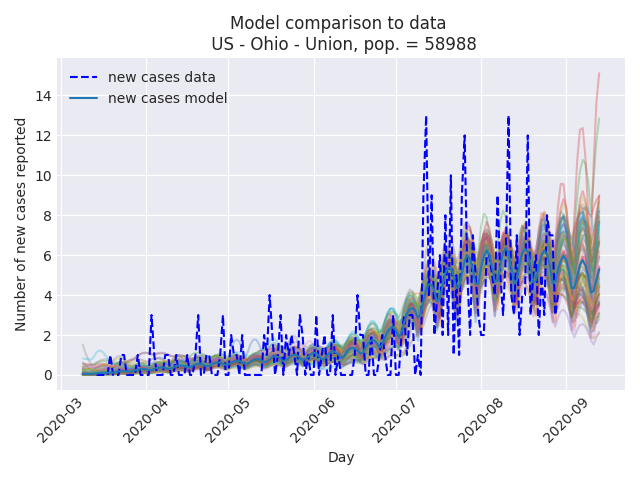 Model comparison to data
US - Ohio - Union, pop. = 58988
new cases data
new cases model
Number of new cases reported
14
12
10
8
6
4
2
0
2020-03
2020-04
2020-05
2020-06
2020-07
2020-08
2020-09
Day